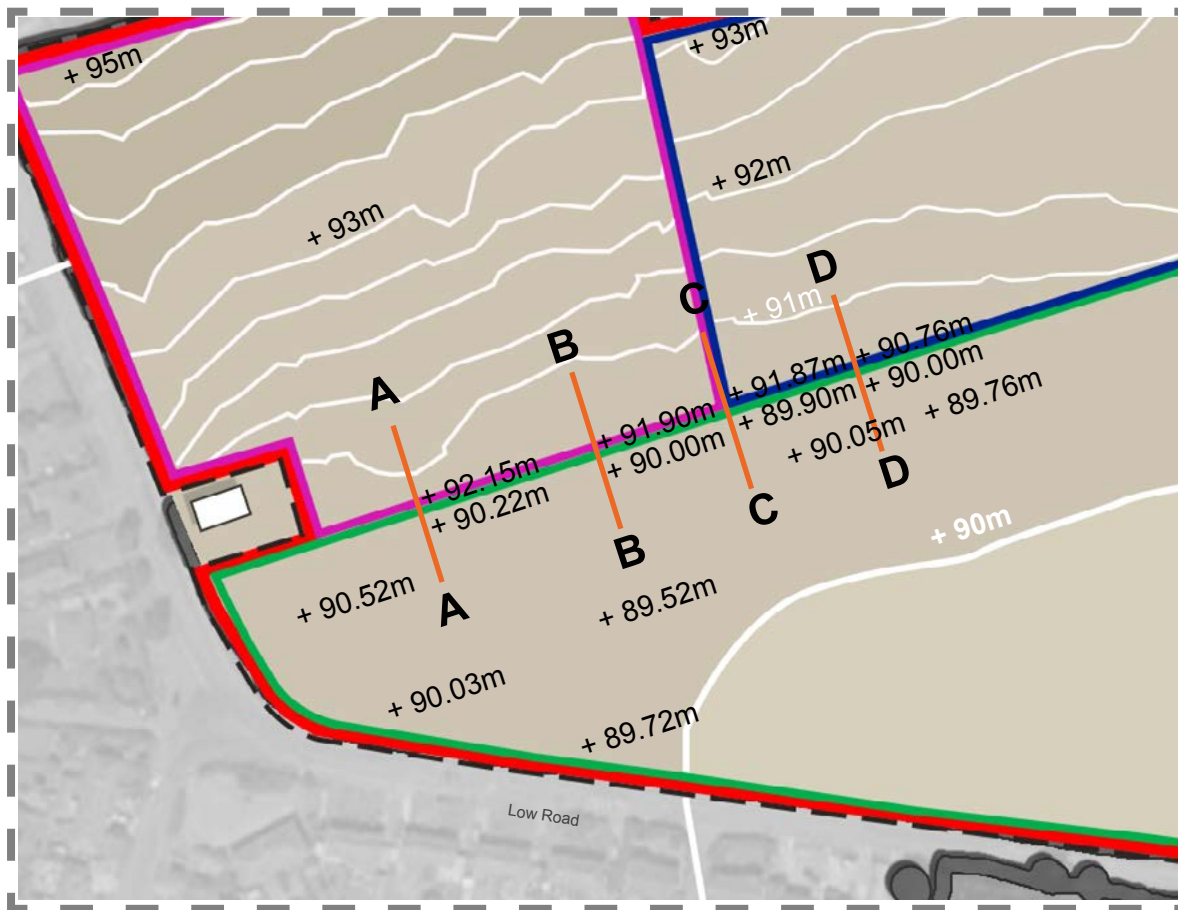 + 95m
+ 93m
+ 92m
+ 93m
D
C
+ 91m
B
A
+ 90.76m
+ 91.87m
+ 90.00m
+ 89.90m
+ 89.76m
+ 91.90m
+ 90.00m
+ 90.05m
D
+ 92.15m
+ 90.22m
C
+ 90m
B
A
+ 90.52m
+ 89.52m
+ 90.03m
+ 89.72m
Low Road